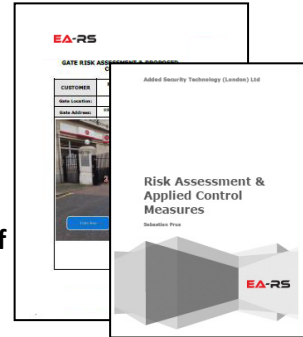 EA-RS
GATE RISK ASSESSMENT & PROPOSED
CUSTOMER
Gate Location:
Gate Address:
Added Security Technology (London) Ltd
Risk Assessment &
Applied Control
Measures
Sebastian Prus
EA-RS
f